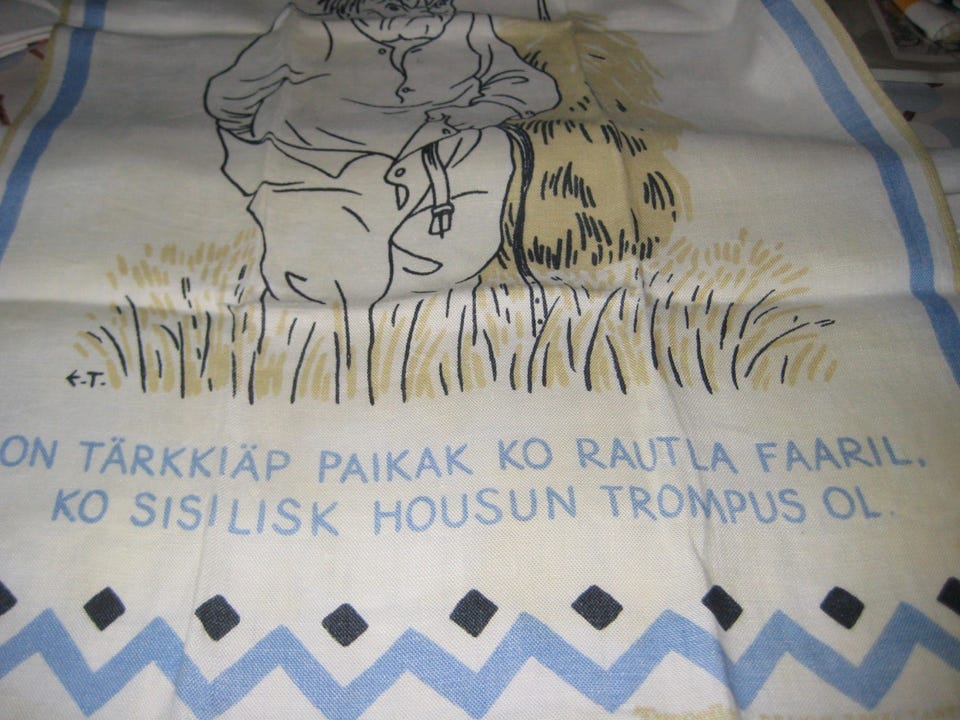 E.T.
ON TÄRKKIÄP PAIKAK KO RAUTLA FAARIL.
KO SISILISK HOUSUN TROMPUS OL.